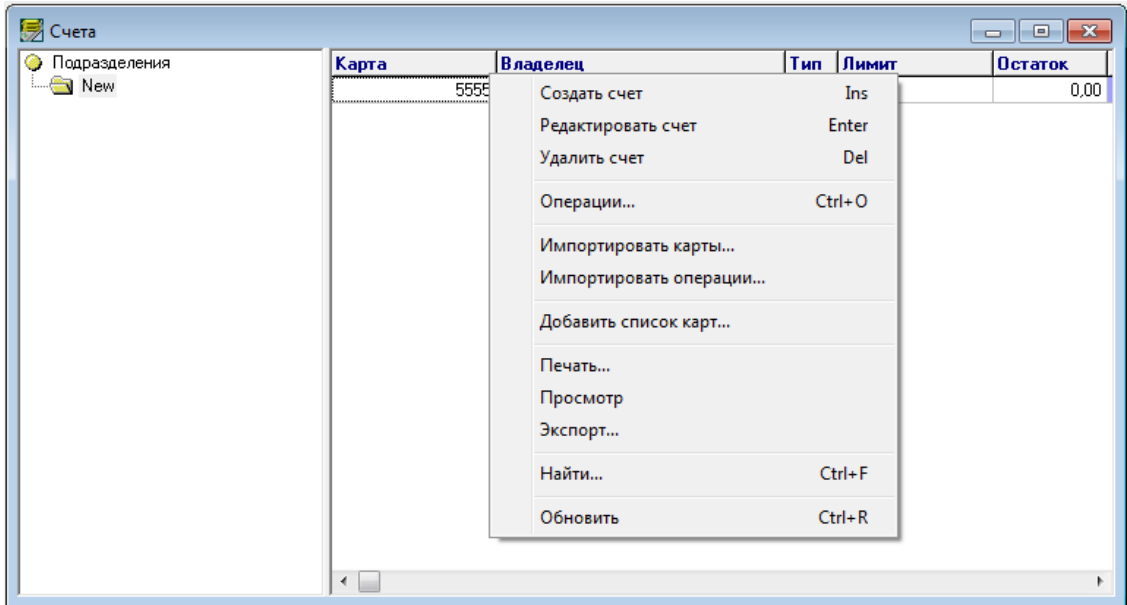 Счета
Подразделения
New
Карта Владелец Тип Лимит Остаток
5555 0,00
Создать счет Ins
Редактировать счет Enter
Удалить счет Del
Операции... Ctrl+O
Импортировать карты...
Импортировать операции...
Добавить список карт...
Печать...
Просмотр
Экспорт...
Найти... Ctrl+F
Обновить Ctrl+R